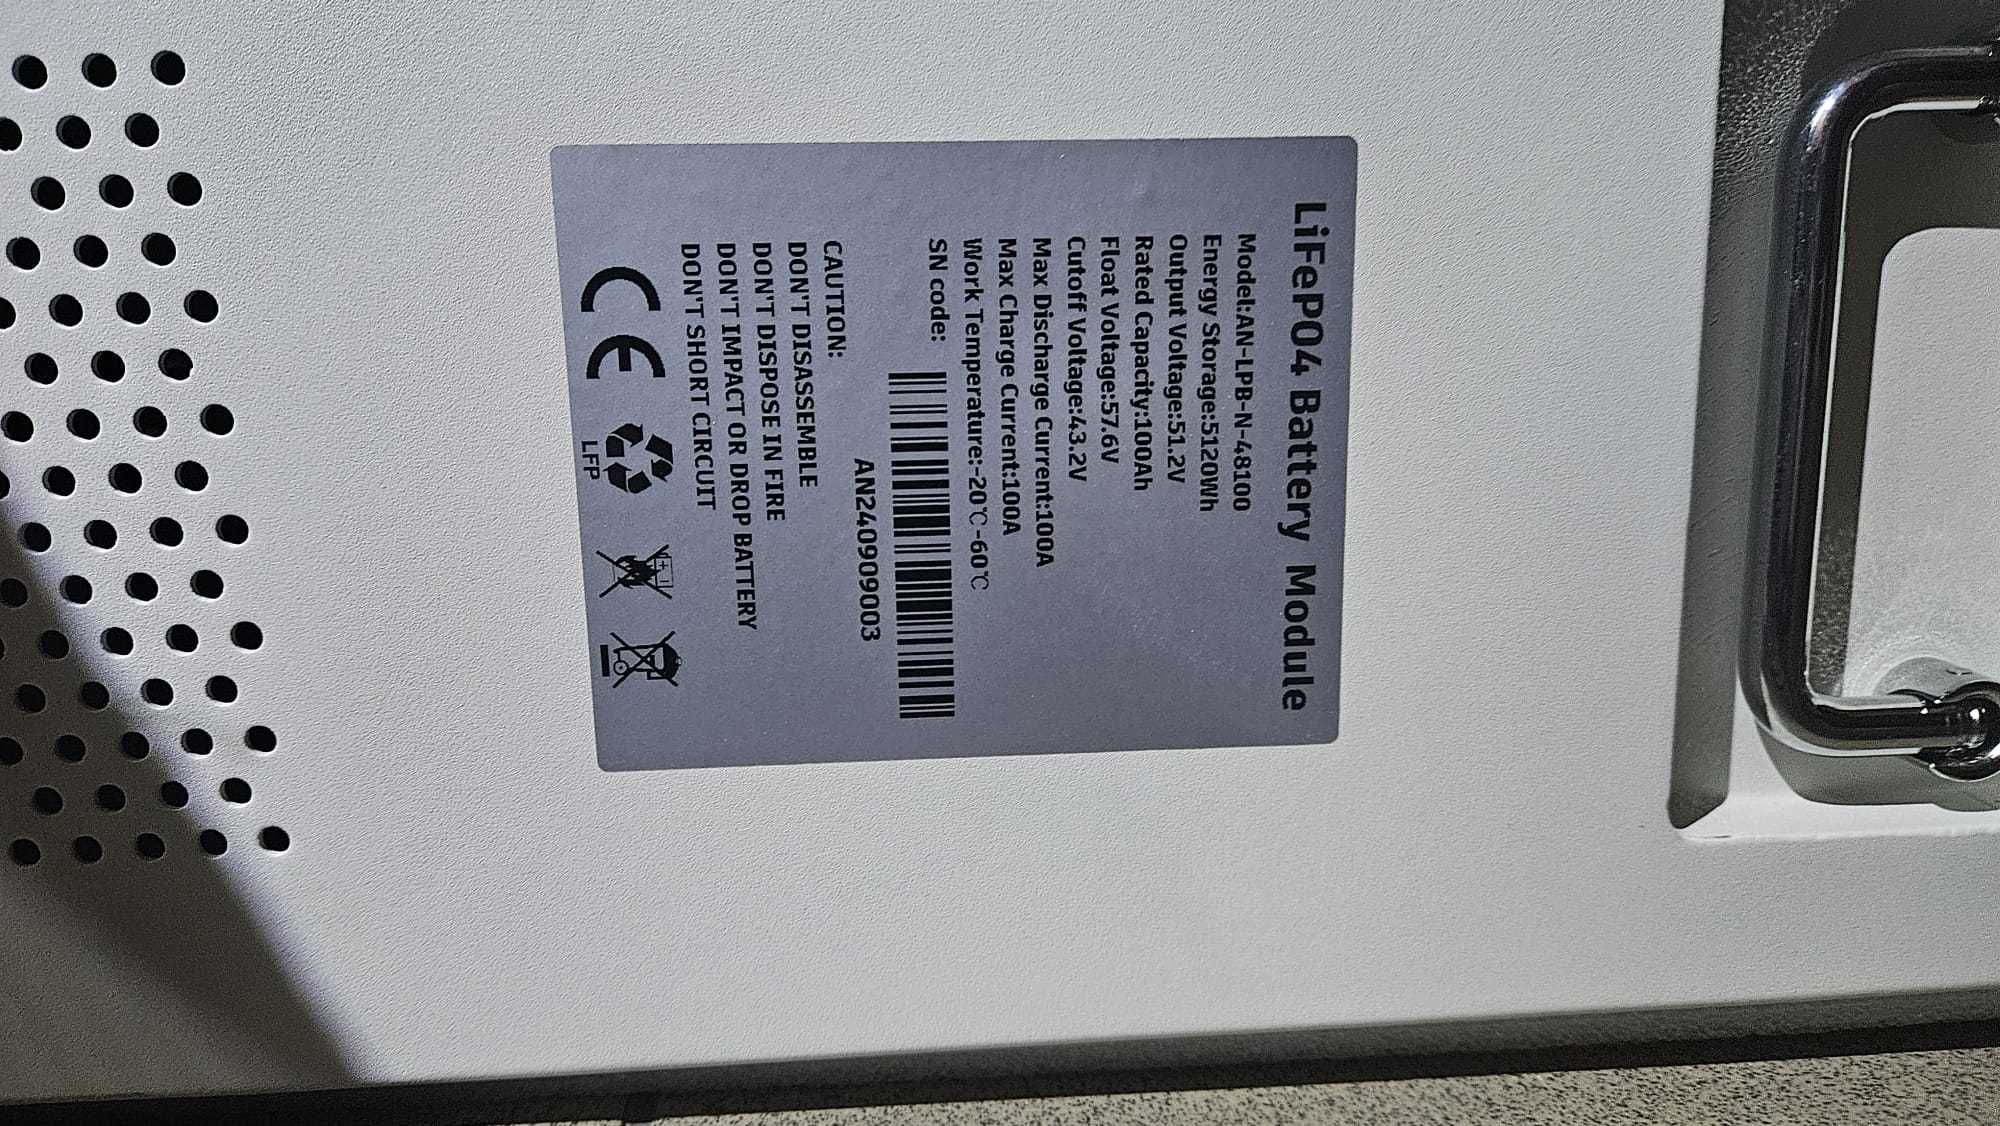 LiFePO4 Battery Module
Model:AN-LPB-N-48100
Energy Storage:5120Wh
Output Voltage:51.2V
Rated Capacity:100Ah
Float Voltage:57.6V
Cutoff Voltage:43.2V
Max Discharge Current:100A
Max Charge Current:100A
Work Temperature:-20℃-60℃
SN code:
AN240909003
CAUTION:
DON'T DISASSEMBLE
DON'T DISPOSE IN FIRE
DON'T IMPACT OR DROP BATTERY
DON'T SHORT CIRCUIT
CE
LFP